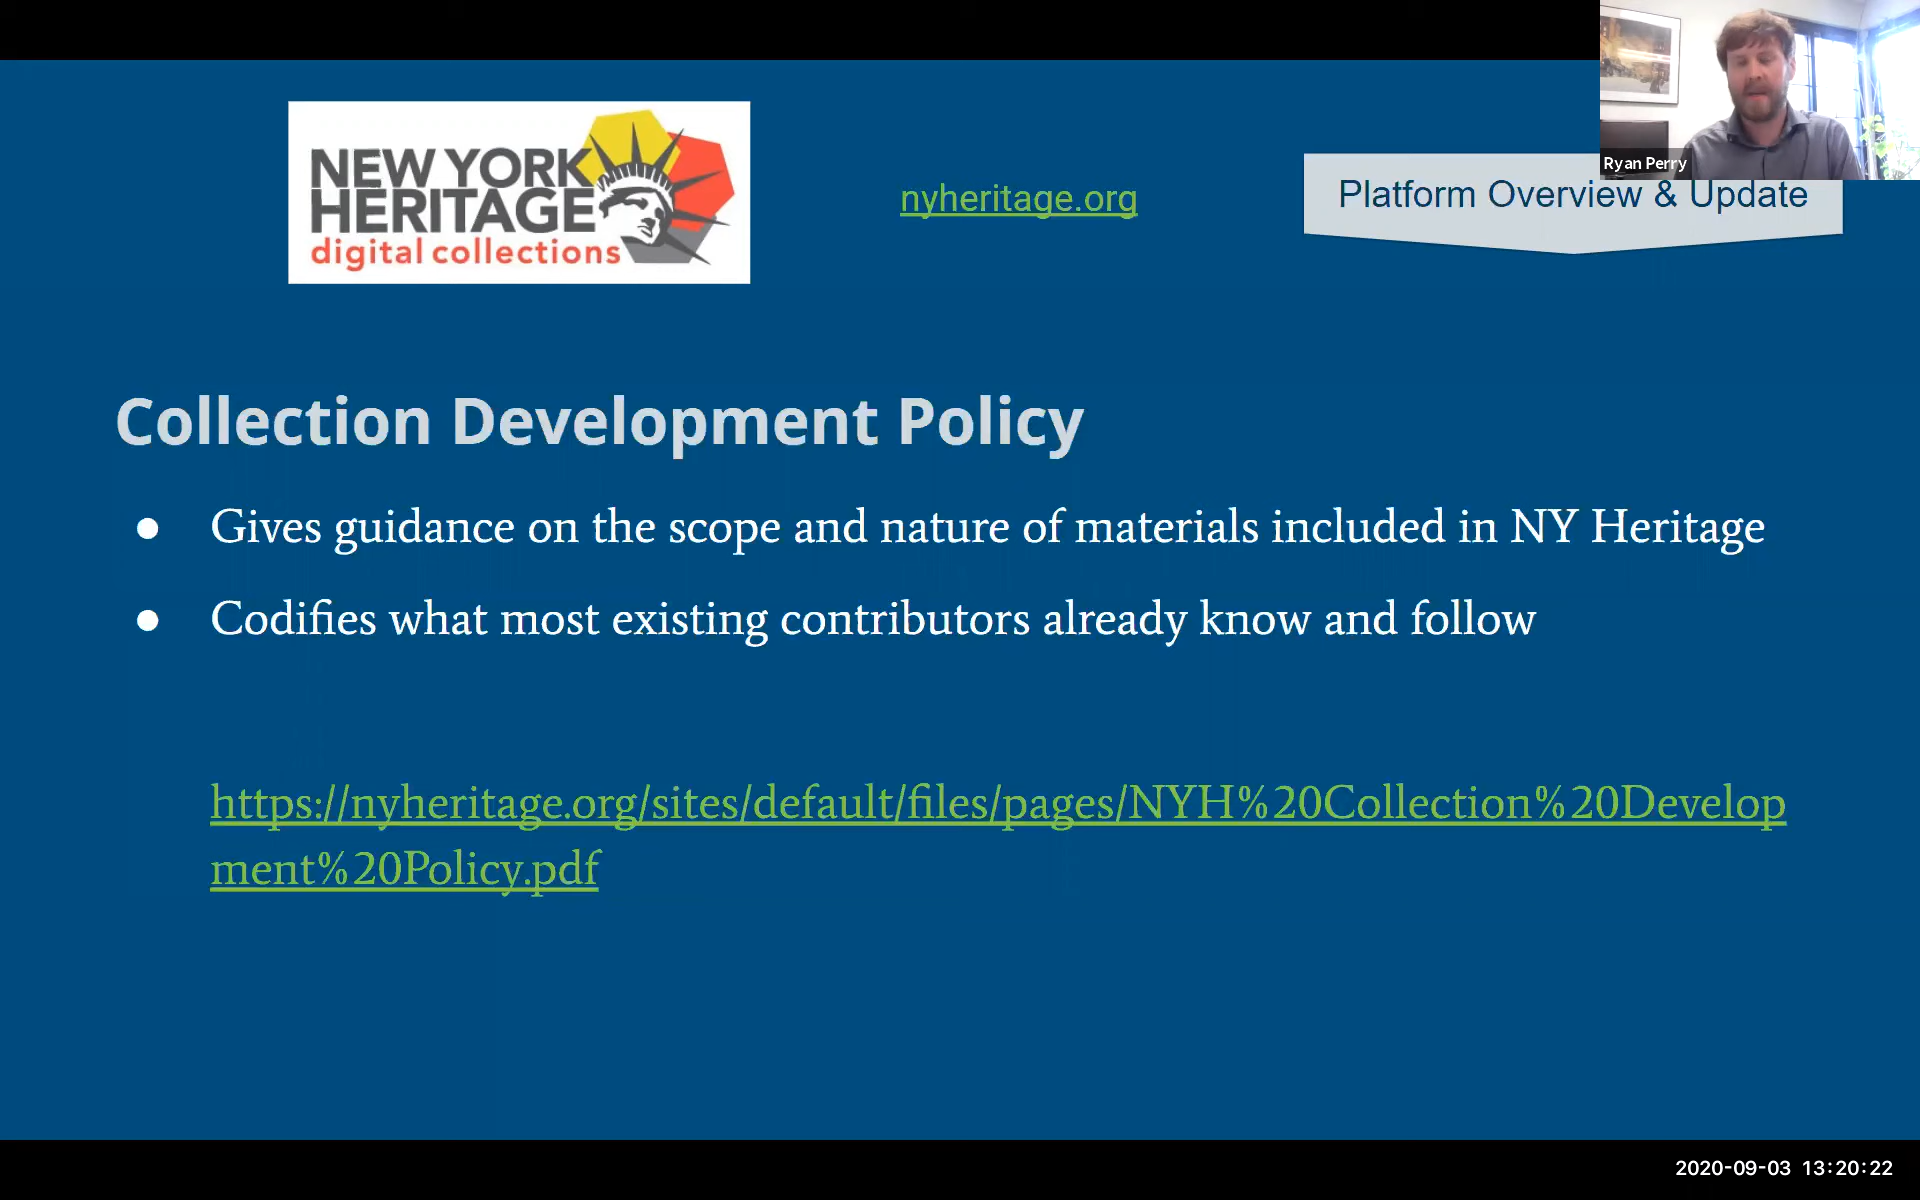 NEW YORK
HERITAGE
digital collections
nyheritage.org
Ryan Perry
Platform Overview & Update
Collection Development Policy
● Gives guidance on the scope and nature of materials included in NY Heritage
● Codifies what most existing contributors already know and follow
https://nyheritage.org/sites/default/files/pages/NYH%20Collection%20Develop
ment%20Policy.pdf
2020-09-03 13:20:22